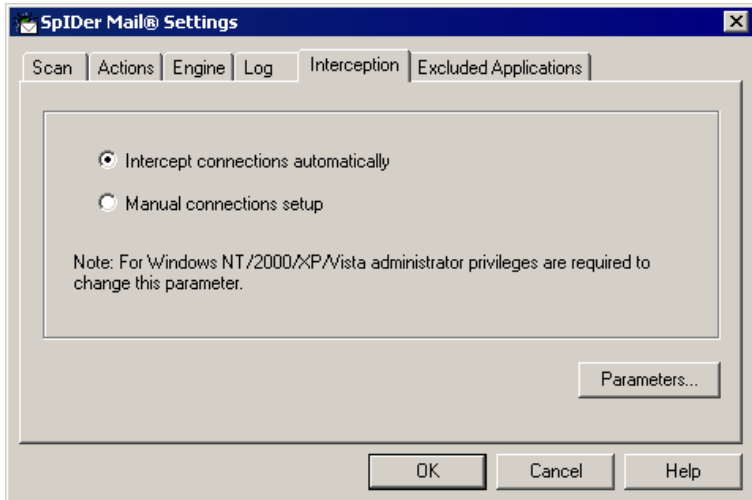 SpIDer Mail® Settings
Scan Actions Engine Log Interception Excluded Applications
Intercept connections automatically
Manual connections setup
Note: For Windows NT/2000/XP/Vista administrator privileges are required to
change this parameter.
Parameters...
OK Cancel Help